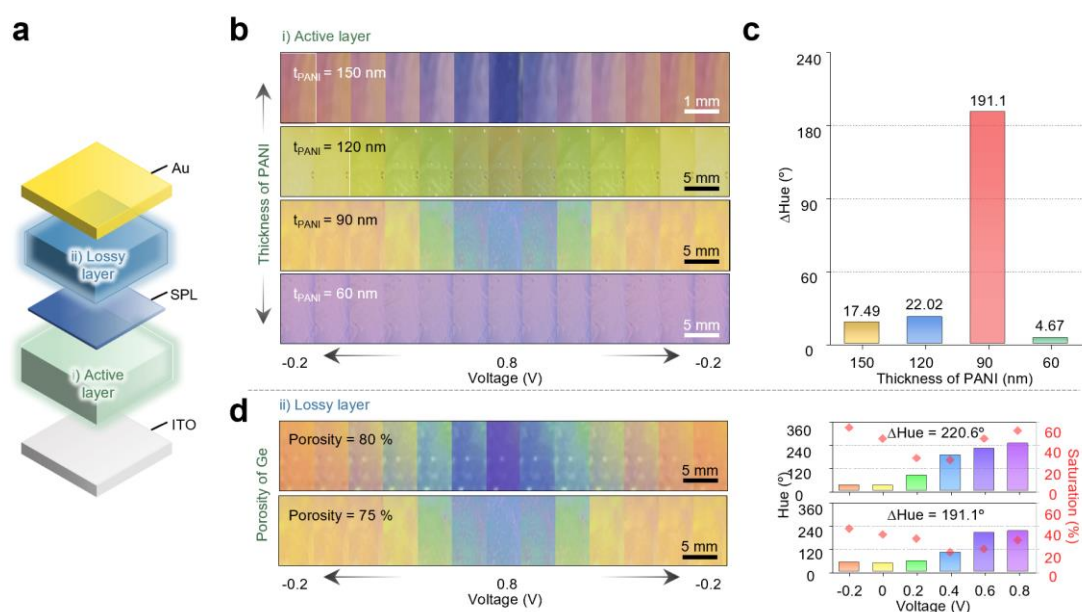 a
Au
ii) Lossy
layer
SPL
i) Active
layer
ITO
b
i) Active layer
Thickness of PANI
tPANI = 150 nm
1 mm
tPANI = 120 nm
5 mm
tPANI = 90 nm
5 mm
tPANI = 60 nm
5 mm
-0.2
0.8
-0.2
Voltage (V)
c
ΔHue (°)
240
180
90
60
0
17.49
22.02
191.1
4.67
150
120
90
60
Thickness of PANI (nm)
d
ii) Lossy layer
Porosity of Ge
Porosity = 80 %
5 mm
Porosity = 75 %
5 mm
-0.2
0.8
-0.2
Voltage (V)
Hue (°)
360
240
120
0
ΔHue = 220.6°
60
40
20
0
Saturation (%)
360
240
120
0
ΔHue = 191.1°
60
40
20
0
-0.2 0 0.2 0.4 0.6 0.8
Voltage (V)